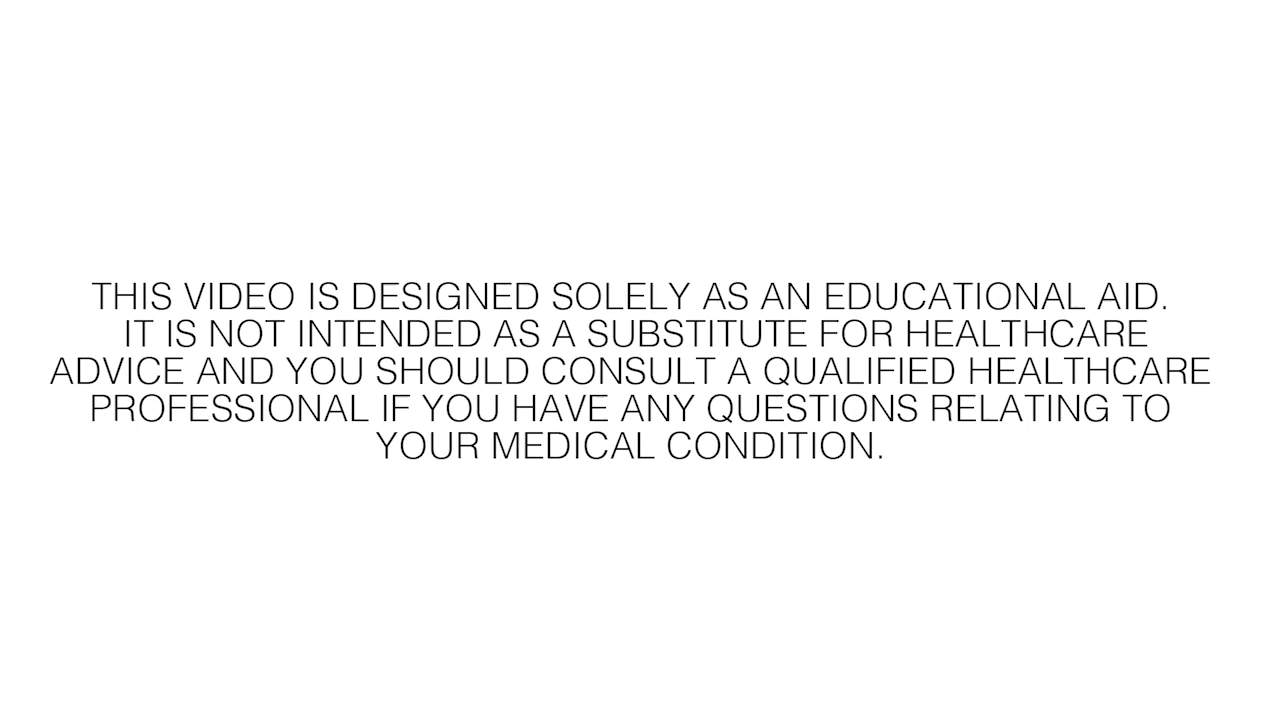 THIS VIDEO IS DESIGNED SOLELY AS AN EDUCATIONAL AID.
IT IS NOT INTENDED AS A SUBSTITUTE FOR HEALTHCARE
ADVICE AND YOU SHOULD CONSULT A QUALIFIED HEALTHCARE
PROFESSIONAL IF YOU HAVE ANY QUESTIONS RELATING TO
YOUR MEDICAL CONDITION.